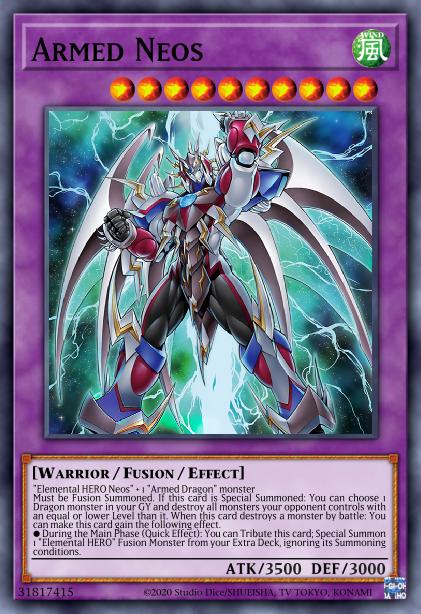 ARMED NEOS
WIND
風
[WARRIOR / FUSION / EFFECT]
"Elemental HERO Neos" + 1 "Armed Dragon" monster
Must be Fusion Summoned. If this card is Special Summoned: You can choose 1
Dragon monster in your GY and destroy all monsters your opponent controls with
an equal or lower Level than it. When this card destroys a monster by battle: You
can make this card gain the following effect.
●During the Main Phase (Quick Effect): You can Tribute this card; Special Summon
1 "Elemental HERO" Fusion Monster from your Extra Deck, ignoring its Summoning
conditions.
ATK/3500 DEF/3000
31817415
©2020 Studio Dice/SHUEISHA, TV TOKYO, KONAMI